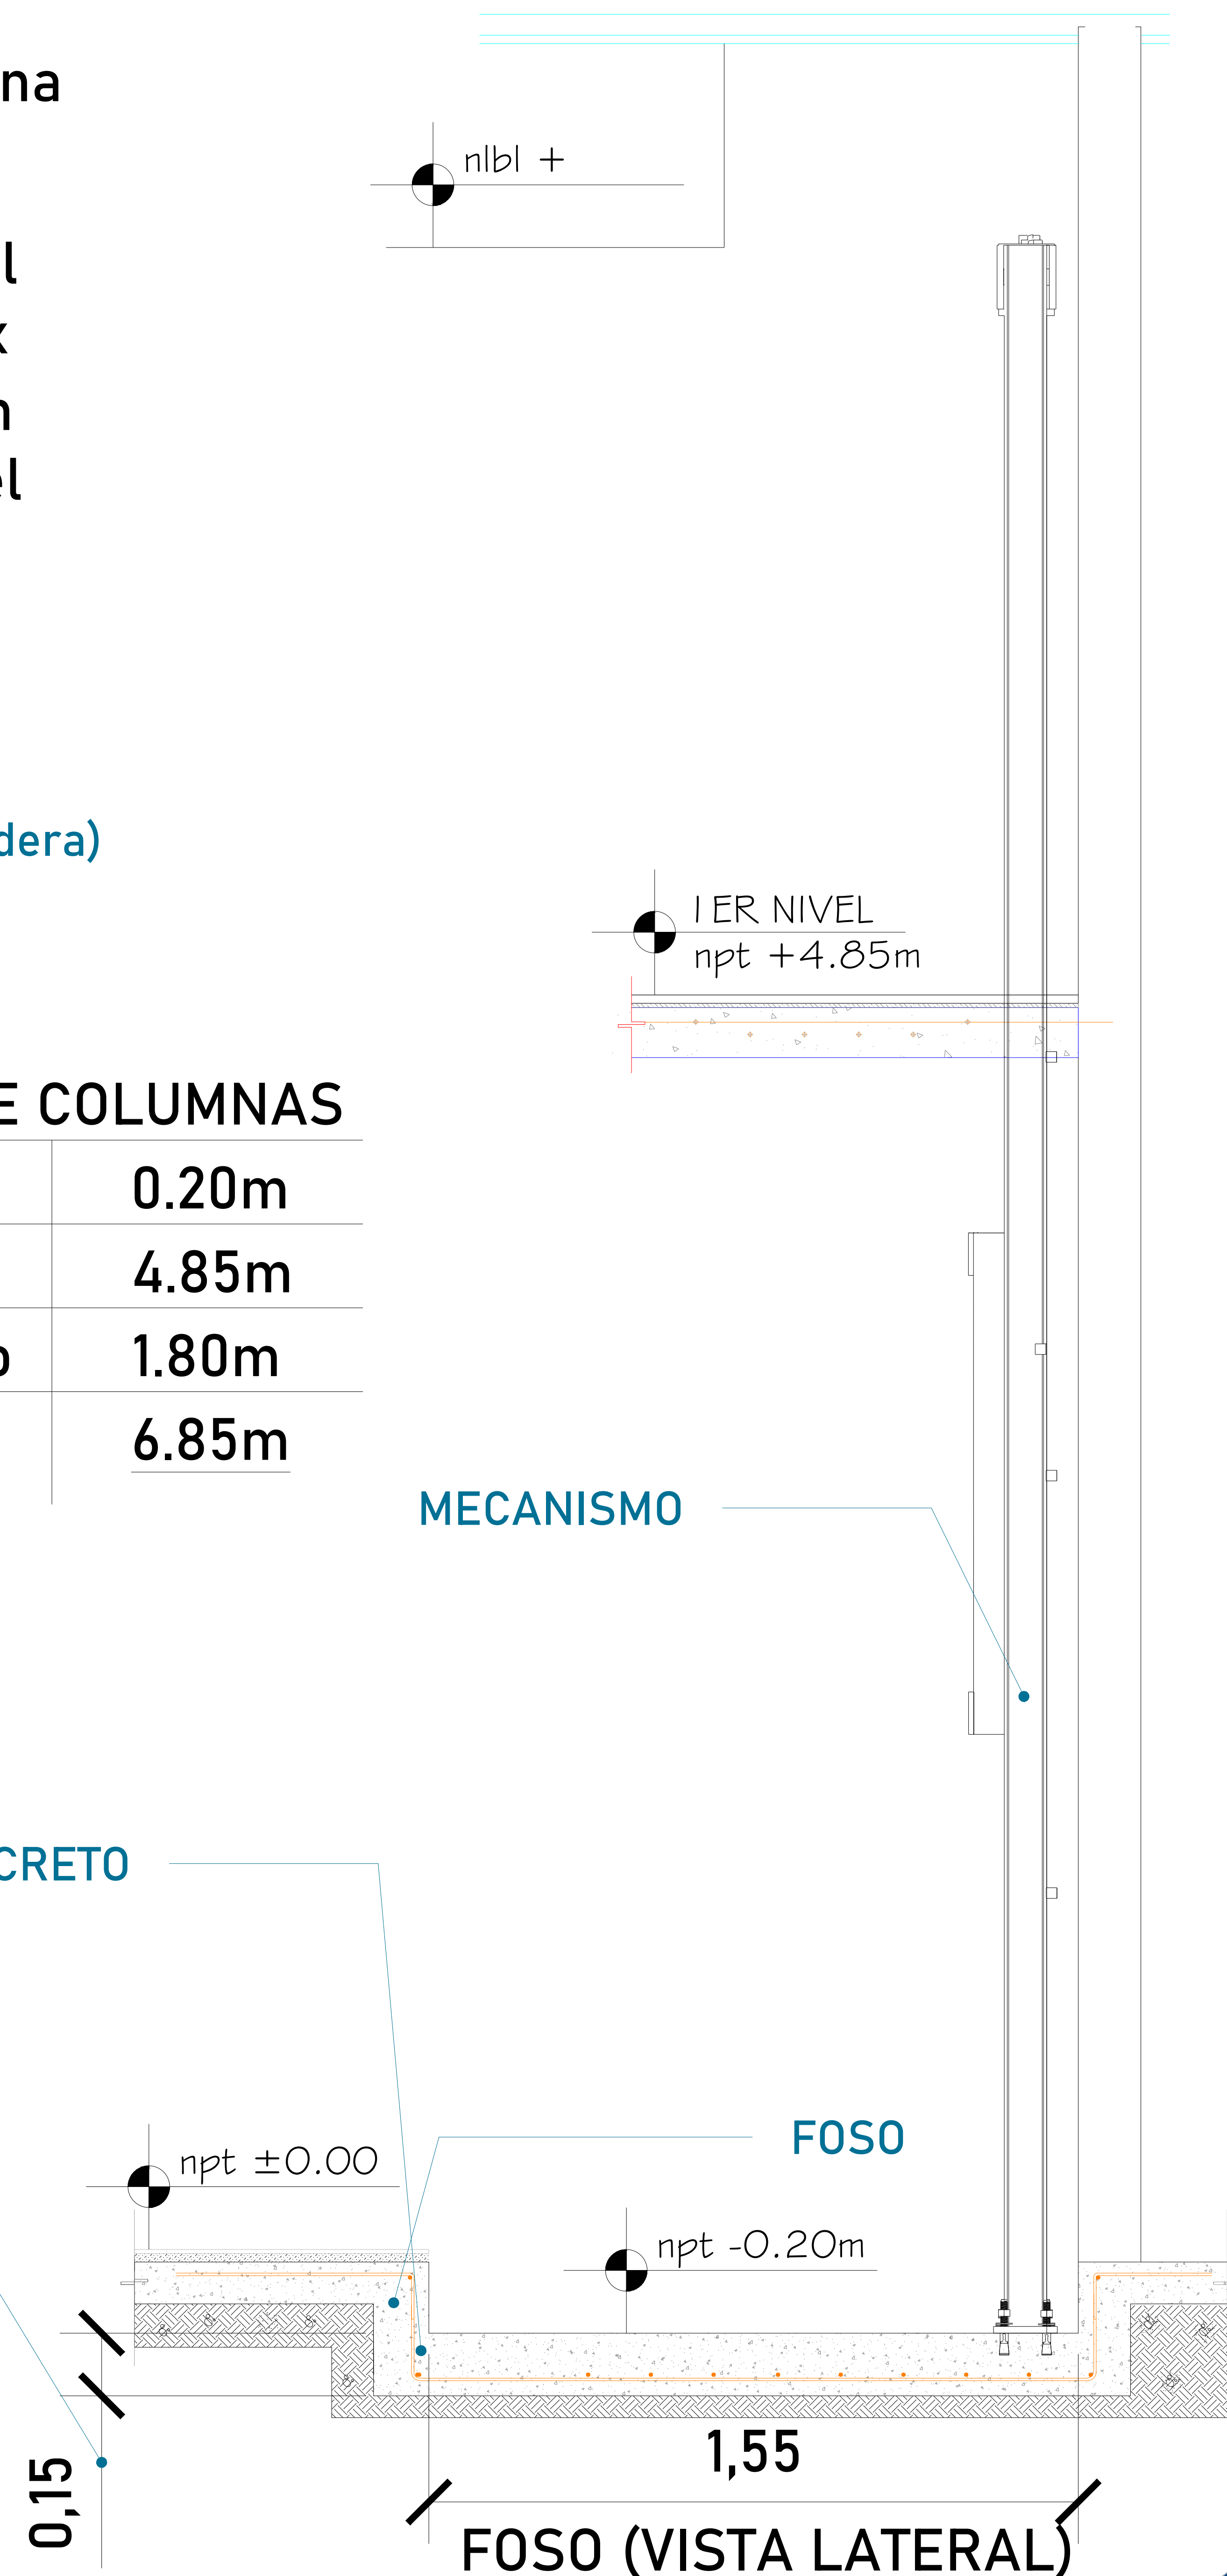 na
nlbl +
l
x
n
el
dera)
1 ER NIVEL
npt +4.85m
E COLUMNAS
0.20m
4.85m
o 1.80m
6.85m
MECANISMO
CRETO
FOSO
npt ±0.00
npt -0.20m
1,55
0,15
FOSO (VISTA LATERAL)